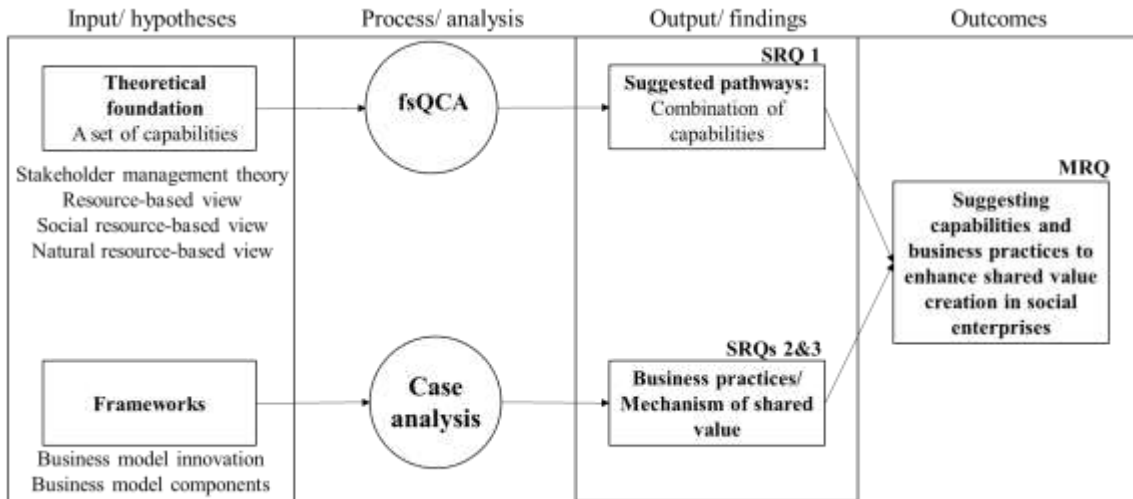 Input/ hypotheses
Process/ analysis
Output/ findings
Outcomes
Theoretical
foundation
A set of capabilities
Stakeholder management theory
Resource-based view
Social resource-based view
Natural resource-based view
fsQCA
SRQ 1
Suggested pathways:
Combination of
capabilities
MRQ
Suggesting
capabilities and
business practices to
enhance shared value
creation in social
enterprises
Frameworks
Business model innovation
Business model components
Case
analysis
SRQs 2&3
Business practices/
Mechanism of shared
value